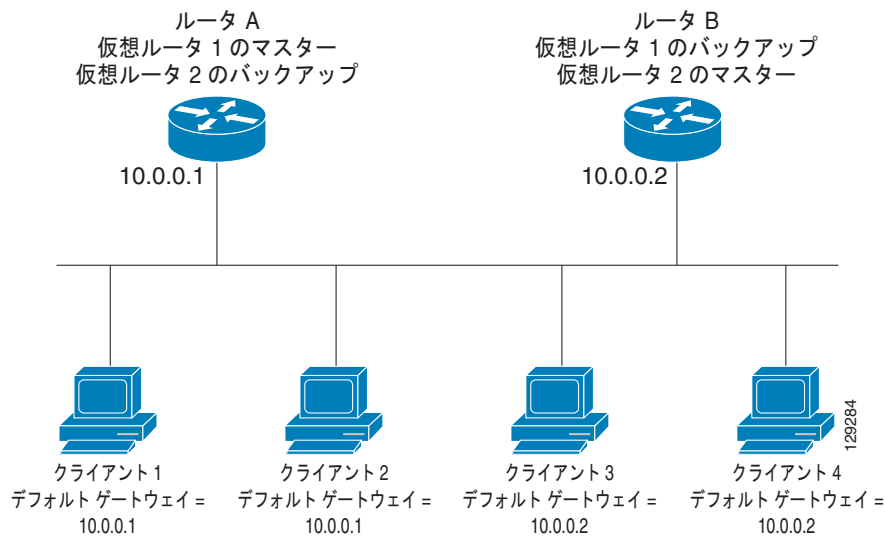 ルータ A
仮想ルータ 1 のマスター
仮想ルータ 2 のバックアップ
ルータ B
仮想ルータ 1 のバックアップ
仮想ルータ 2 のマスター
10.0.0.1
10.0.0.2
クライアント 1
デフォルト ゲートウェイ =
10.0.0.1
クライアント 2
デフォルト ゲートウェイ =
10.0.0.1
クライアント 3
デフォルト ゲートウェイ =
10.0.0.2
クライアント 4
デフォルト ゲートウェイ =
10.0.0.2
129284